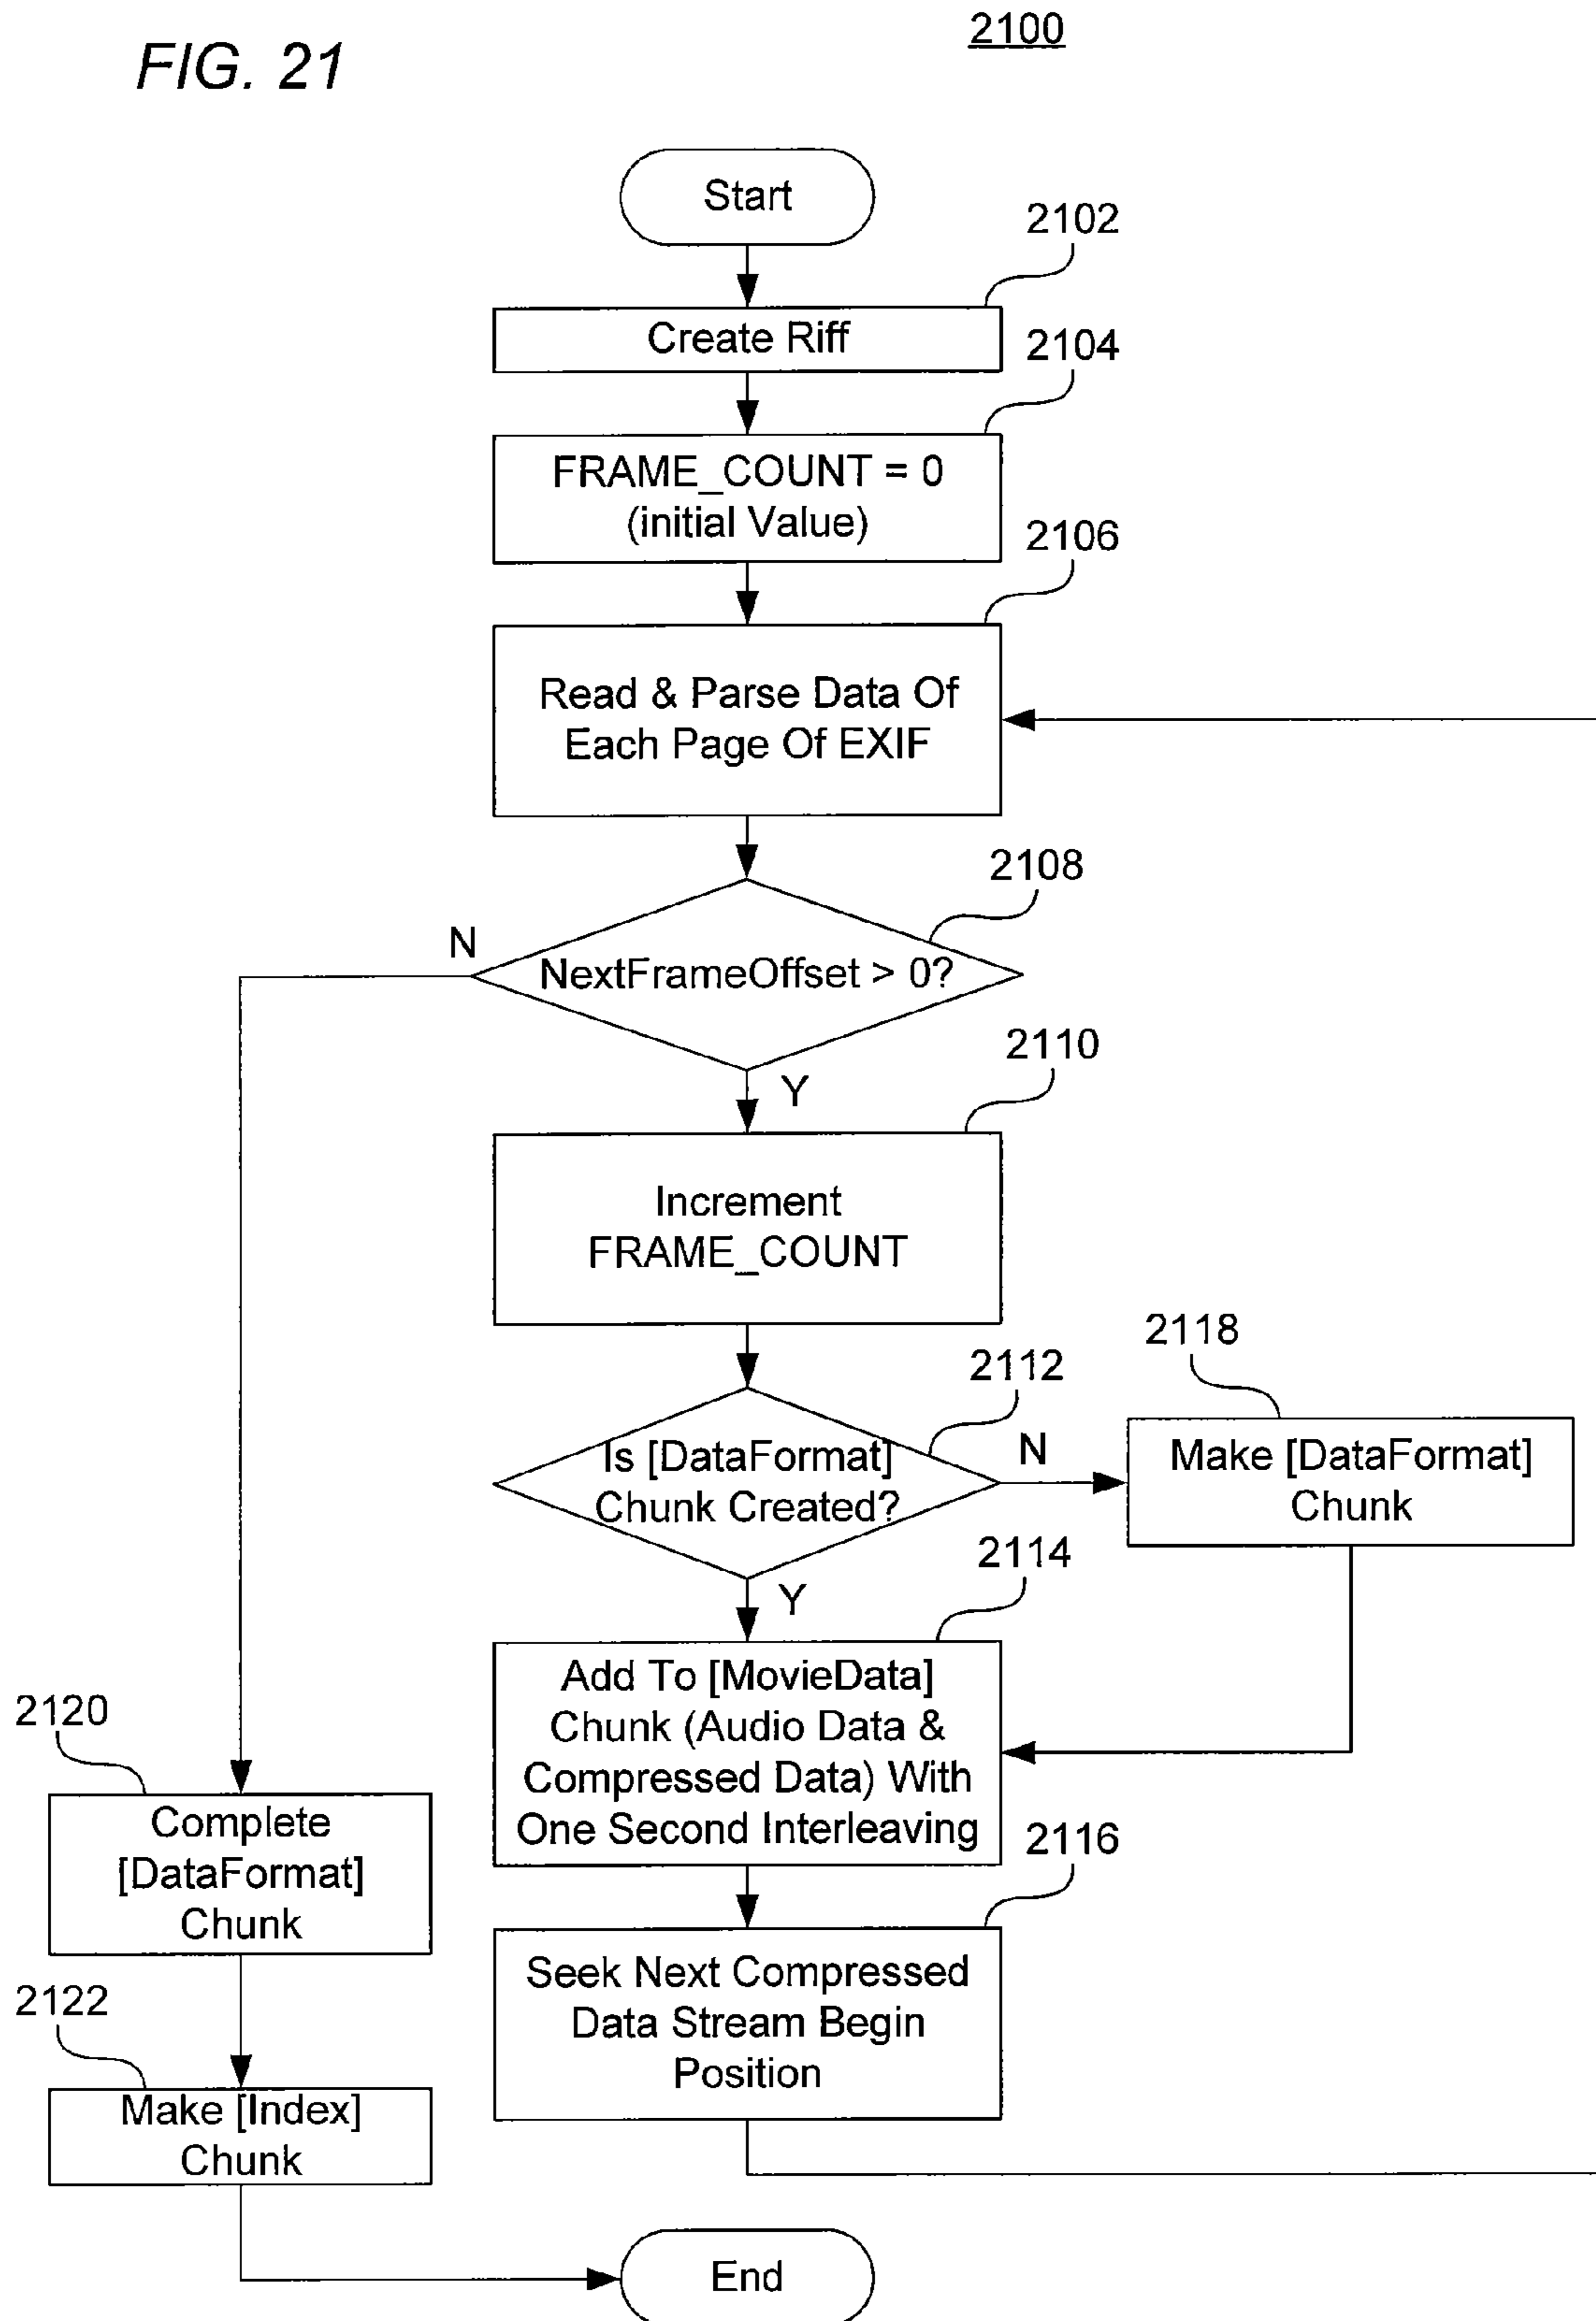 FIG. 21
2100
Start
2102
Create Riff
2104
FRAME_COUNT = 0
(initial Value)
2106
Read & Parse Data Of
Each Page Of EXIF
2108
N
NextFrameOffset > 0?
2110
Y
Increment
FRAME_COUNT
2112
2118
Is [DataFormat]
Chunk Created?
N
Make [DataFormat]
Chunk
2114
Y
Add To [MovieData]
Chunk (Audio Data &
Compressed Data) With
One Second Interleaving
2120
Complete
[DataFormat]
Chunk
2116
Seek Next Compressed
Data Stream Begin
Position
2122
Make [Index]
Chunk
End